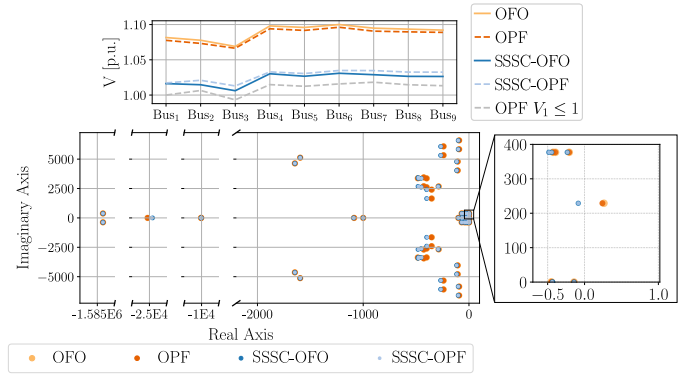 1.10
1.05
1.00
V [p.u.]
Bus1 Bus2 Bus3 Bus4 Bus5 Bus6 Bus7 Bus8 Bus9
OFO
OPF
SSSC-OFO
SSSC-OPF
OPF V1 ≤ 1
5000
2500
0
−2500
−5000
Imaginary Axis
-1.585E6 -2.5E4 -1E4 -2000 -1000 0
Real Axis
400
300
200
100
0
−0.5 0.0 1.0
OFO OPF SSSC-OFO SSSC-OPF